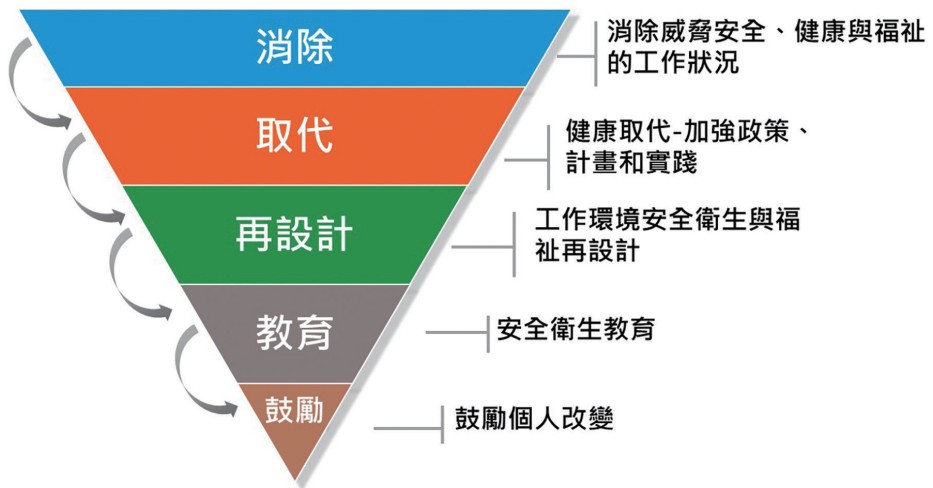 消除
消除威脅安全、健康與福祉
的工作狀況
取代
健康取代-加強政策、
計畫和實踐
再設計
工作環境安全衛生與福
祉再設計
教育
安全衛生教育
鼓勵
鼓勵個人改變